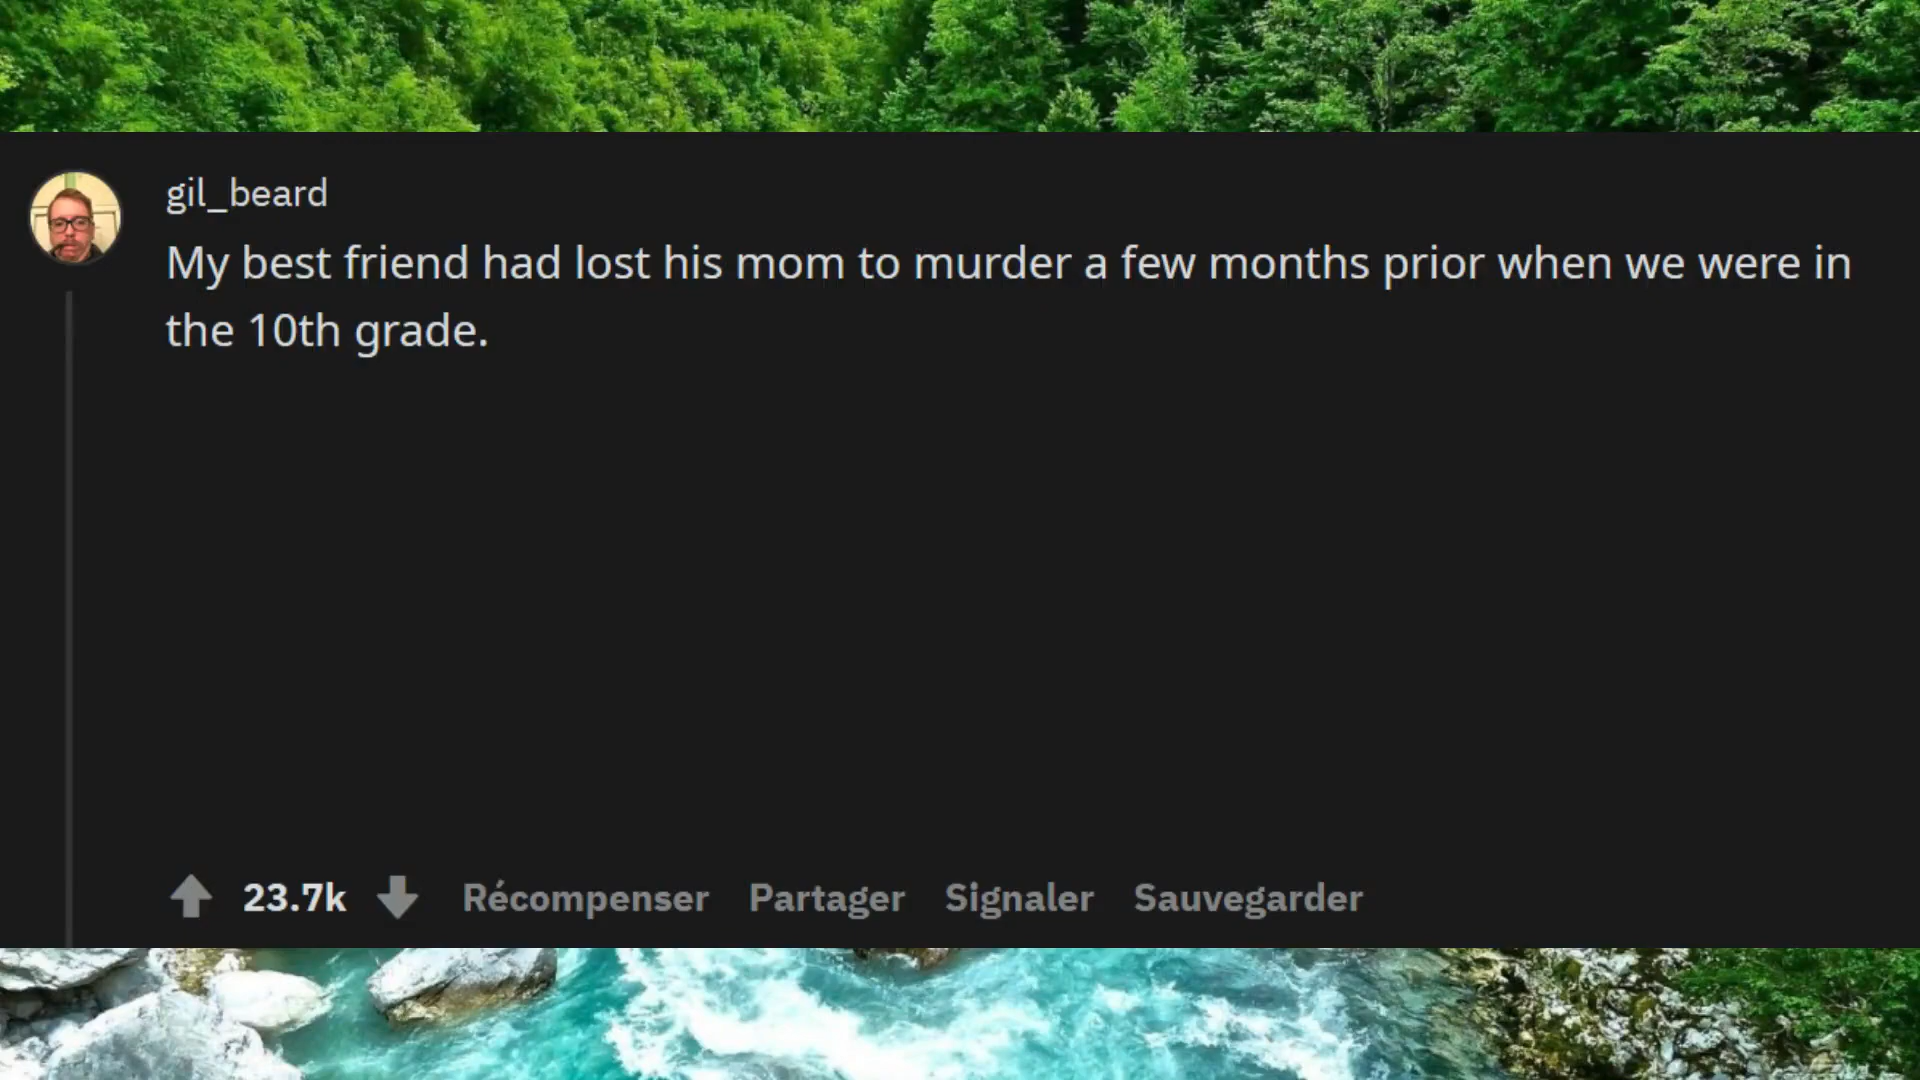 gil_beard
My best friend had lost his mom to murder a few months prior when we were in
the 10th grade.
23.7k Récompenser Partager Signaler Sauvegarder